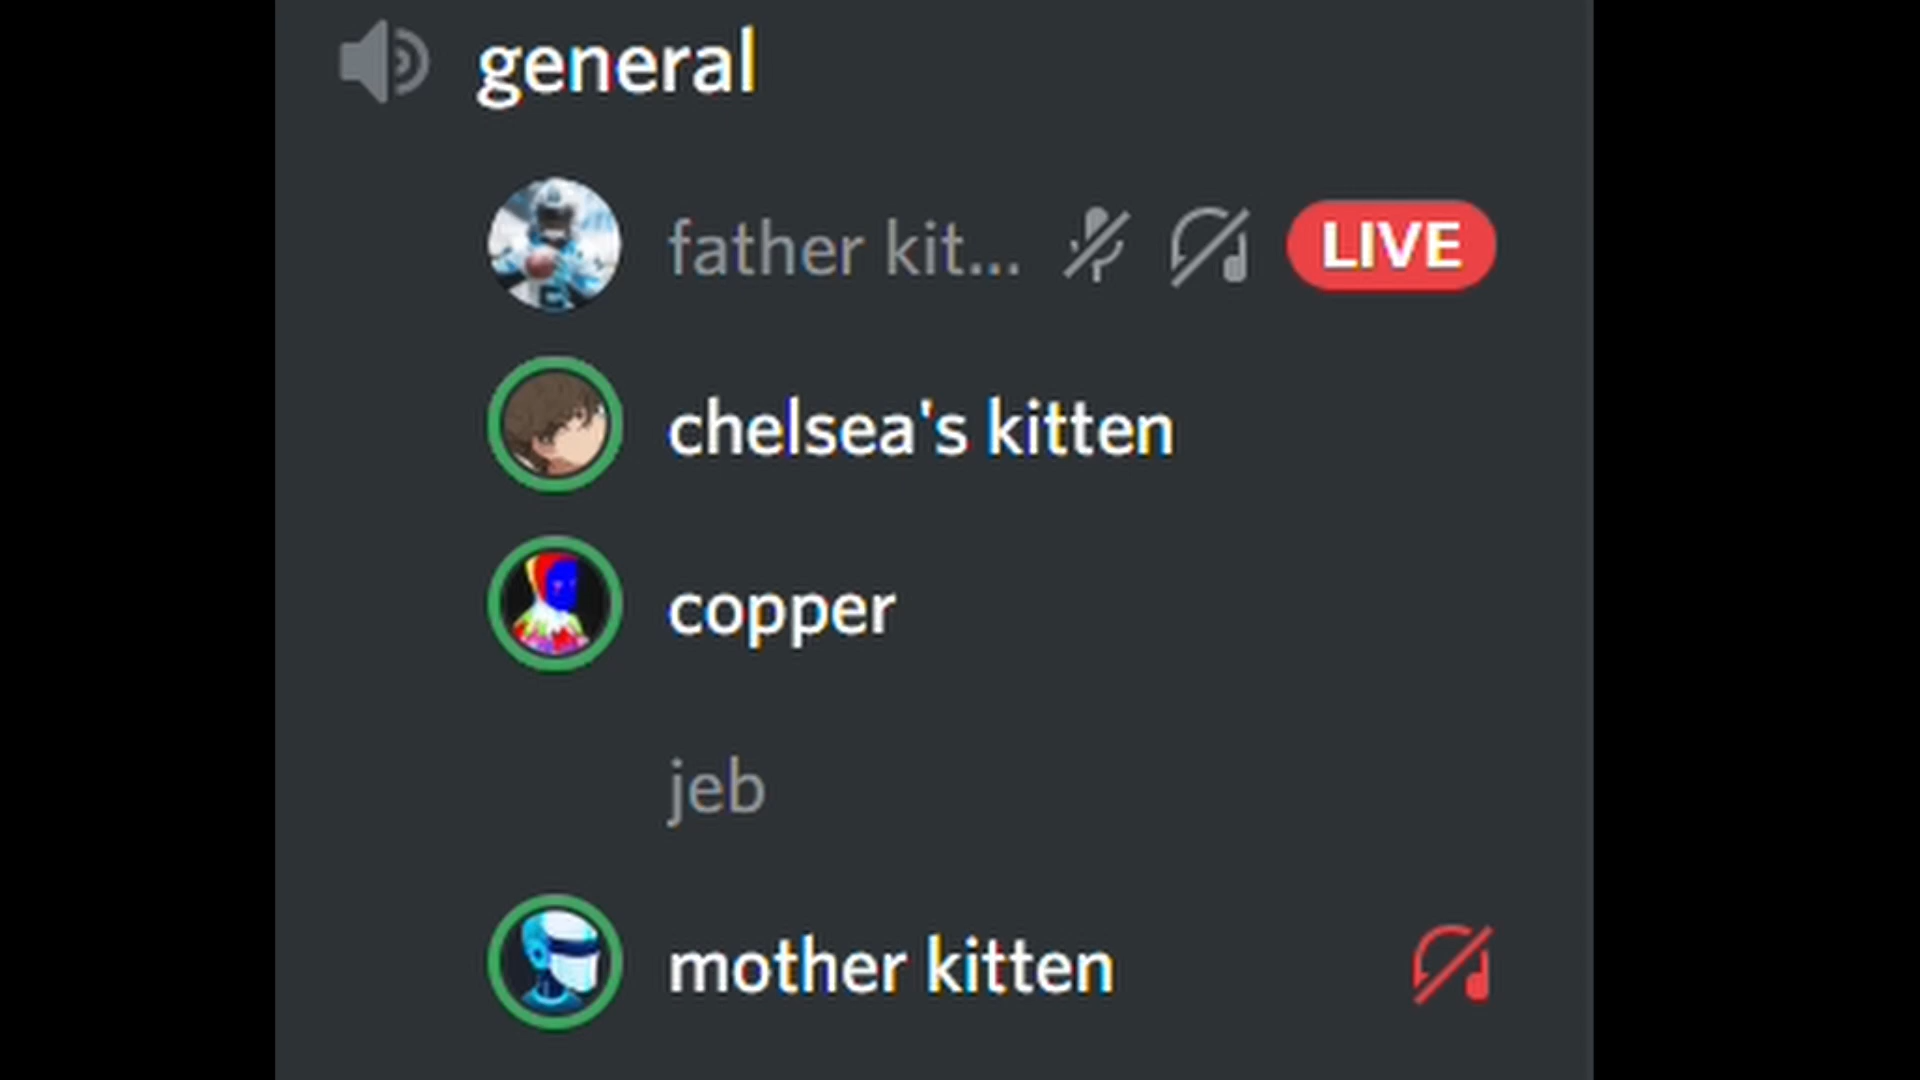 general
father kit...
LIVE
chelsea's kitten
copper
jeb
mother kitten